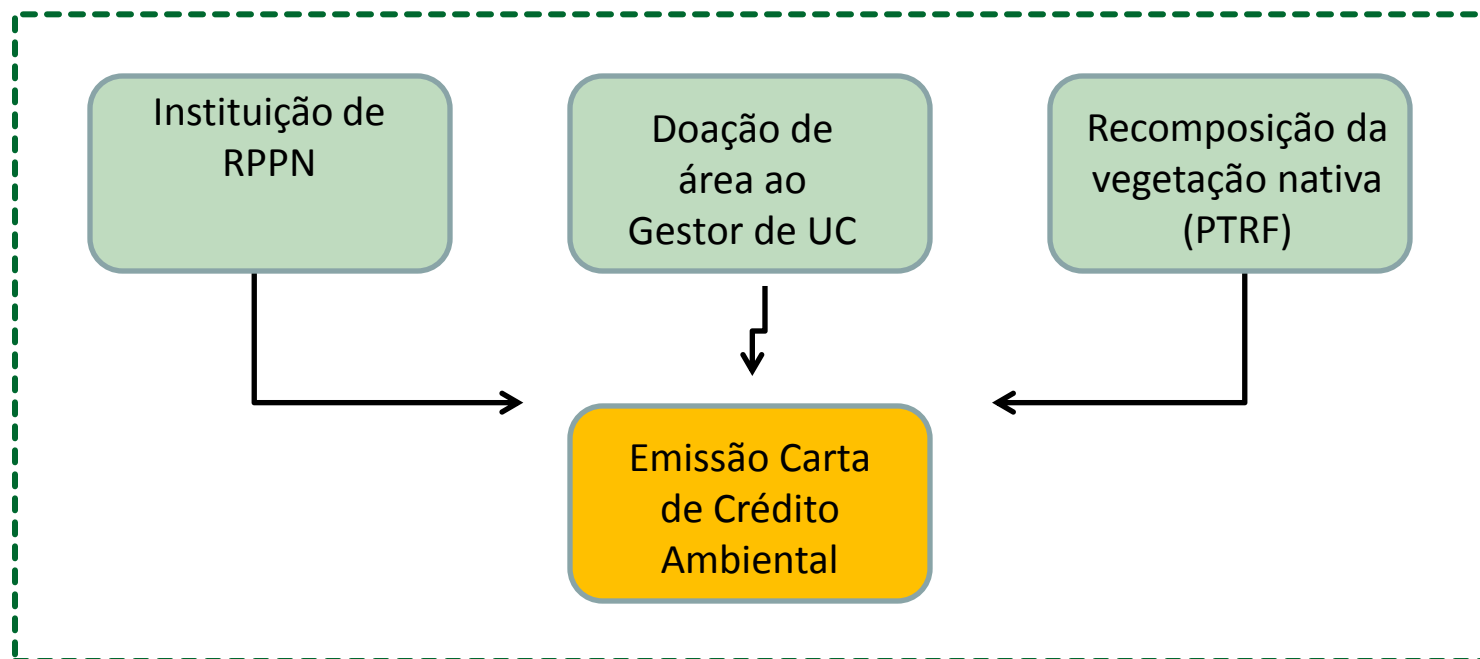 Instituição de
RPPN
Doação de
área ao
Gestor de UC
Recomposição da
vegetação nativa
(PTRF)
Emissão Carta
de Crédito
Ambiental